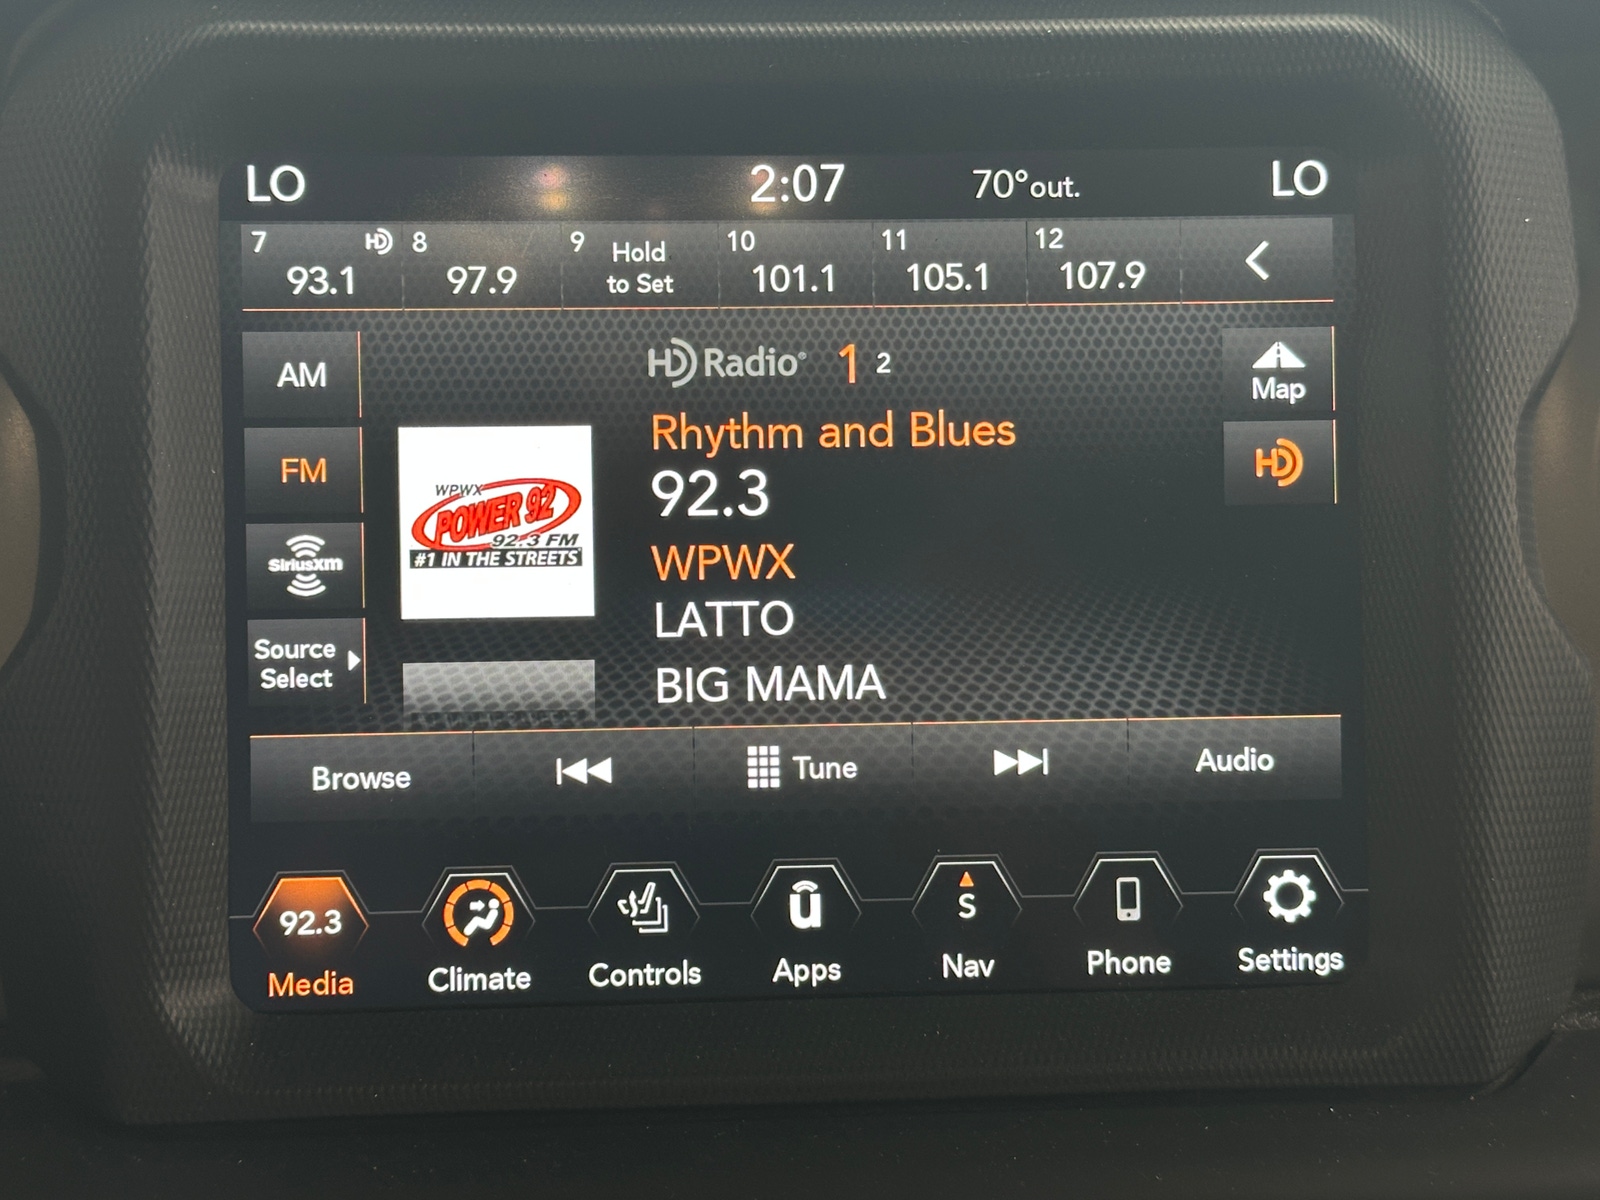 LO 2:07 70°out. LO
7 HD 8 9 Hold 10 11 12
93.1 97.9 to Set 101.1 105.1 107.9
AM
HD Radio® 1 2
Map
FM
Rhythm and Blues
HD
92.3
WPWX
POWER 92
92.3 FM
#1 IN THE STREETS
WPWX
SiriusXM
LATTO
Source
Select
BIG MAMA
Browse Tune Audio
92.3 u S
Media Climate Controls Apps Nav Phone Settings